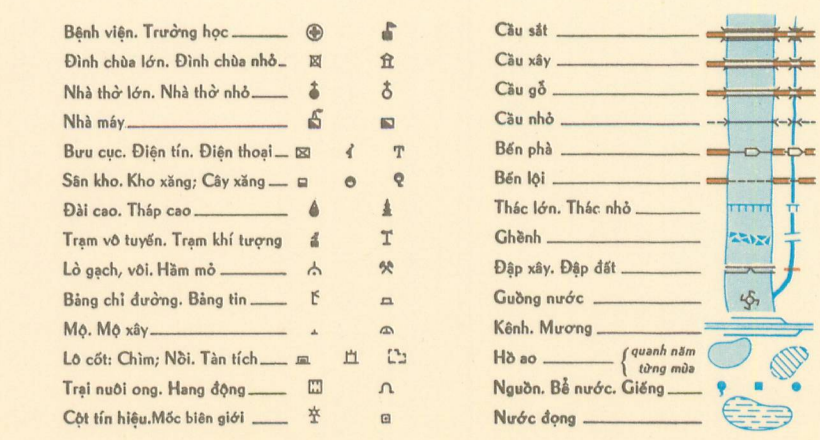 Bệnh viện. Trường học
Đình chùa lớn. Đình chùa nhỏ
Nhà thờ lớn. Nhà thờ nhỏ
Nhà máy
Bưu cục. Điện tín. Điện thoại
T
Sân kho. Kho xăng; Cây xăng
Đài cao. Tháp cao
Trạm vô tuyến. Trạm khí tượng
Lò gạch, vôi. Hầm mỏ
Bảng chỉ đường. Bảng tin
Mộ. Mộ xây
Lô cốt: Chìm; Nổi. Tàn tích
Trại nuôi ong. Hang động
Cột tín hiệu.Mốc biên giới
Cầu sắt
Cầu xây
Cầu gỗ
Cầu nhỏ
Bến phà
Bến lội
Thác lớn. Thác nhỏ
Ghềnh
Đập xây. Đập đất
Guồng nước
Kênh. Mương
Hồ ao { quanh năm
từng mùa
Nguồn. Bể nước. Giếng
Nước đọng